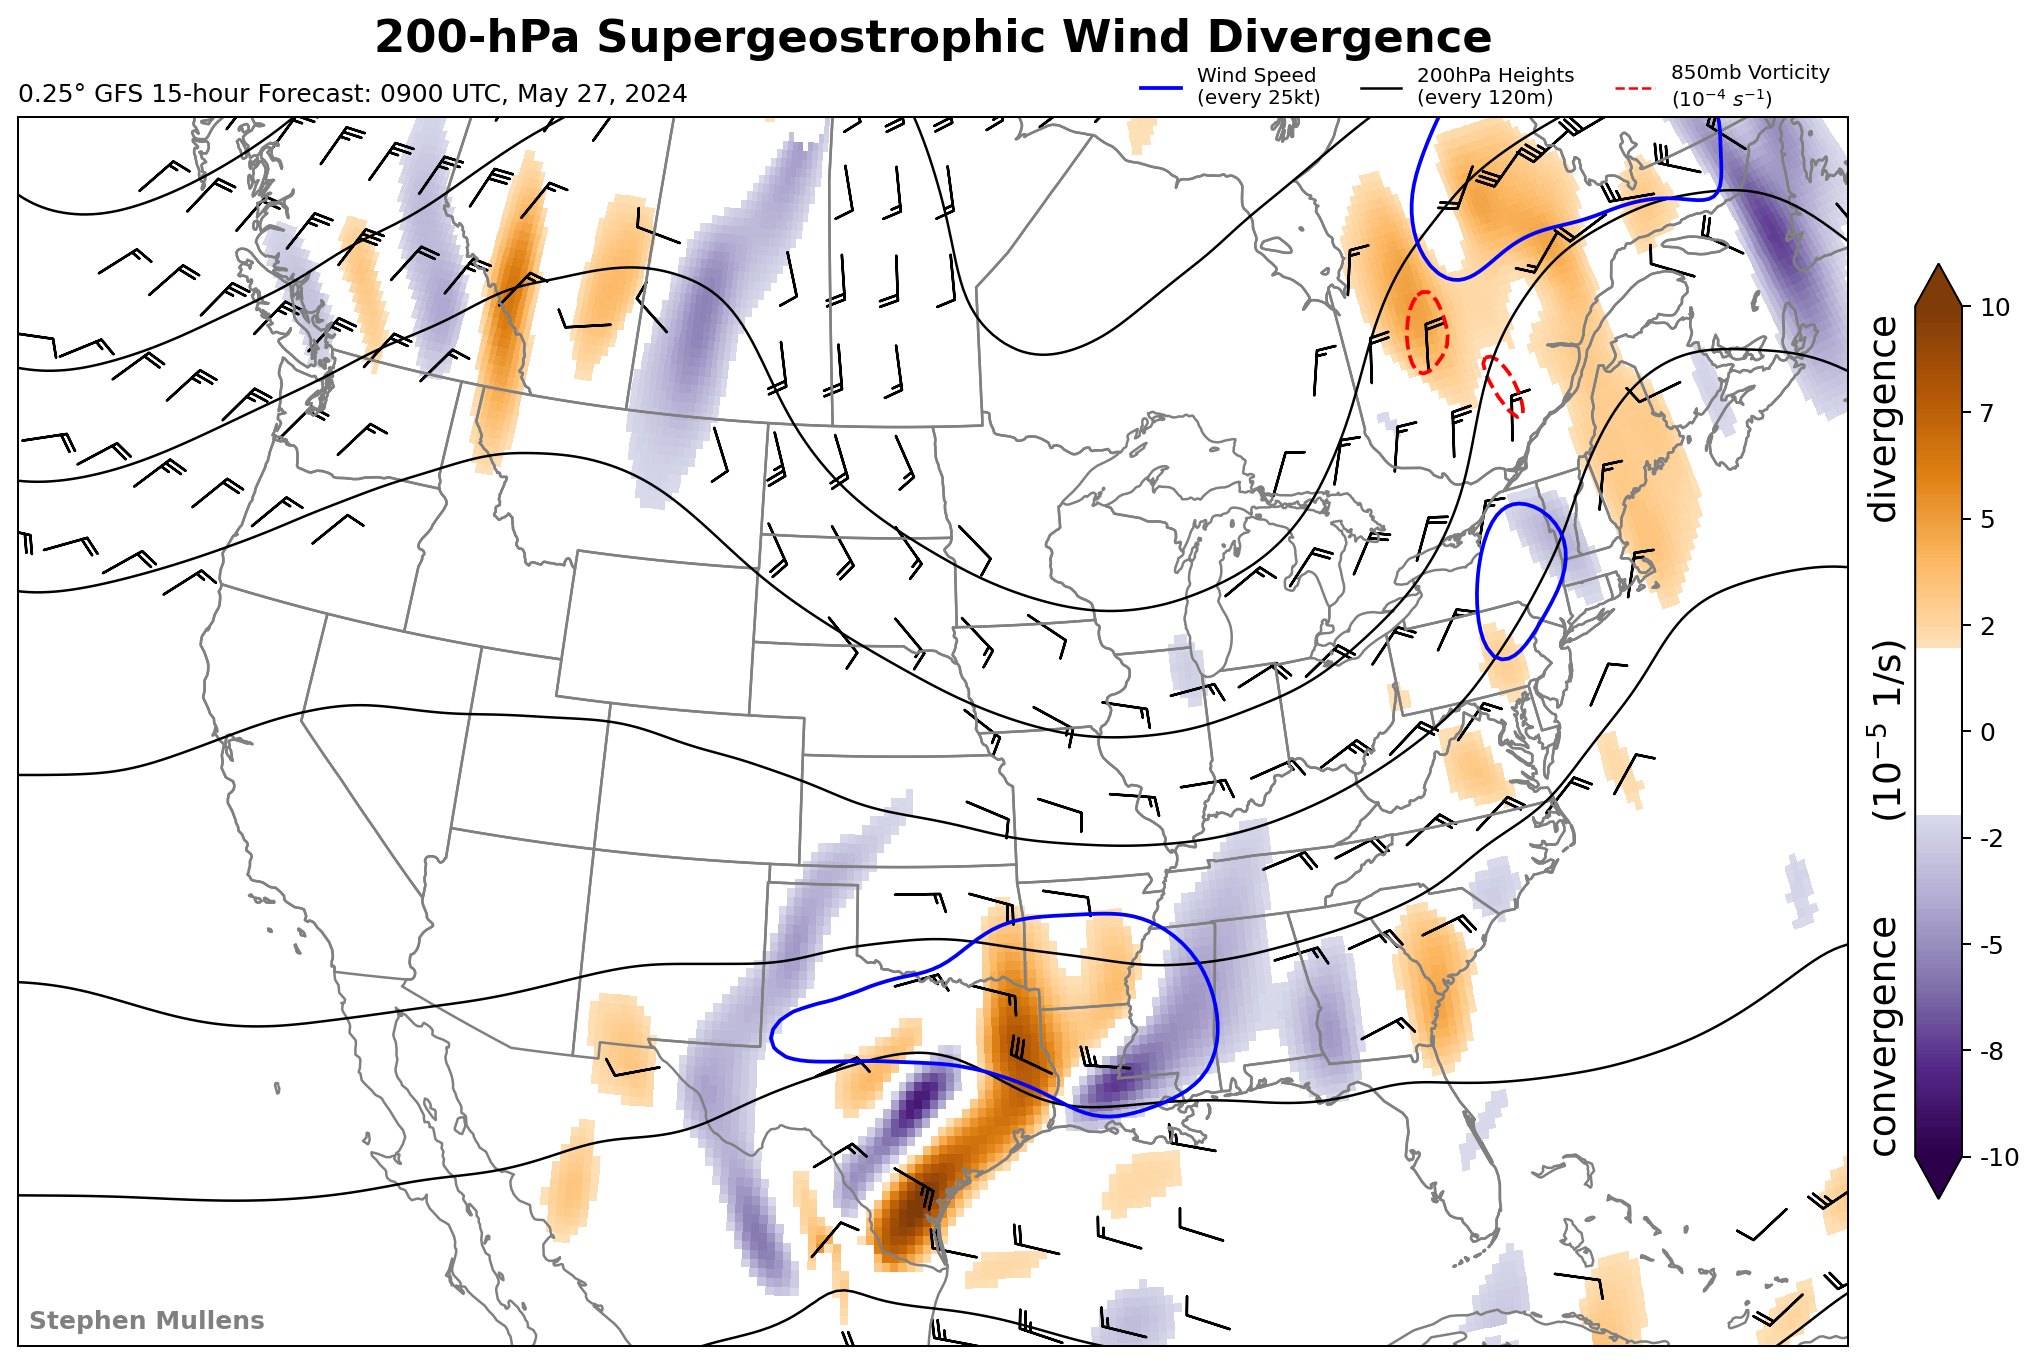 200-hPa Supergeostrophic Wind Divergence
0.25° GFS 15-hour Forecast: 0900 UTC, May 27, 2024
Wind Speed
(every 25kt)
200hPa Heights
(every 120m)
850mb Vorticity
(10⁻⁴ s⁻¹)
10
7
5
2
0
-2
-5
-8
-10
convergence (10⁻⁵ 1/s) divergence
Stephen Mullens